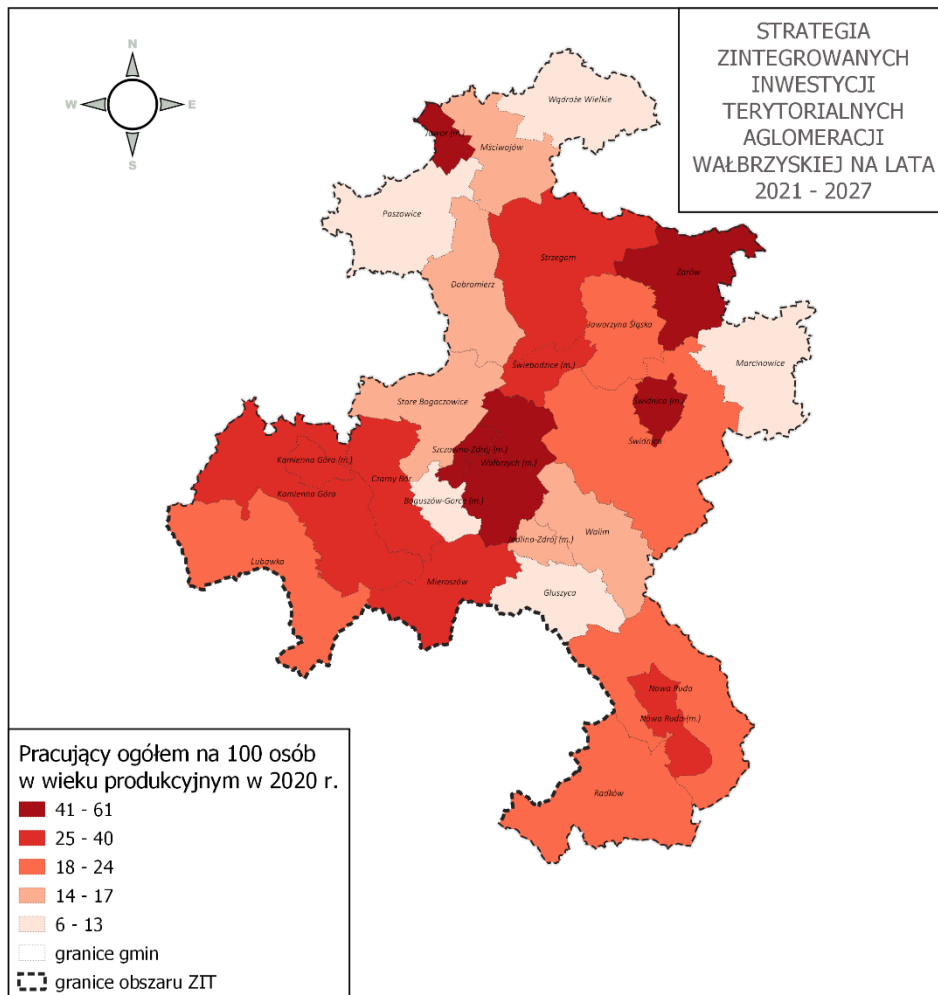 STRATEGIA
ZINTEGROWANYCH
INWESTYCJI
TERYTORIALNYCH
AGLOMERACJI
WAŁBRZYSKIEJ NA LATA
2021 - 2027
N
W
E
S
Wądroże Wielkie
Jawor (m.)
Mściwojów
Paszowice
Strzegom
Żarów
Dobromierz
Jaworzyna Śląska
Marcinowice
Świebodzice (m.)
Stare Bogaczowice
Świdnica (m.)
Świdnica
Szczawno-Zdrój (m.)
Kamienna Góra (m.)
Wałbrzych (m.)
Czarny Bór
Kamienna Góra
Boguszów-Gorce (m.)
Walim
Jedlina-Zdrój (m.)
Lubawka
Mieroszów
Głuszyca
Nowa Ruda
Nowa Ruda (m.)
Radków
Pracujący ogółem na 100 osób
w wieku produkcyjnym w 2020 r.
41 - 61
25 - 40
18 - 24
14 - 17
6 - 13
granice gmin
granice obszaru ZIT